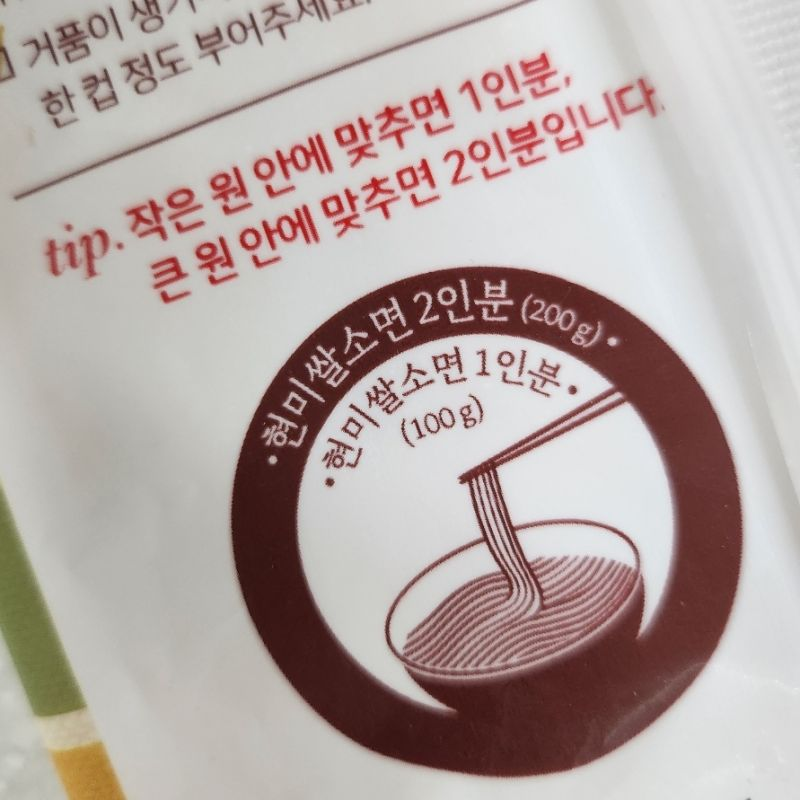 거품이
한 컵 정도 부어주세요.
tip. 작은 원 안에 맞추면 1인분,
큰 원 안에 맞추면 2인분입니다.
•현미쌀소면 2인분 (200g)•
•현미쌀소면 1인분•
(100g)